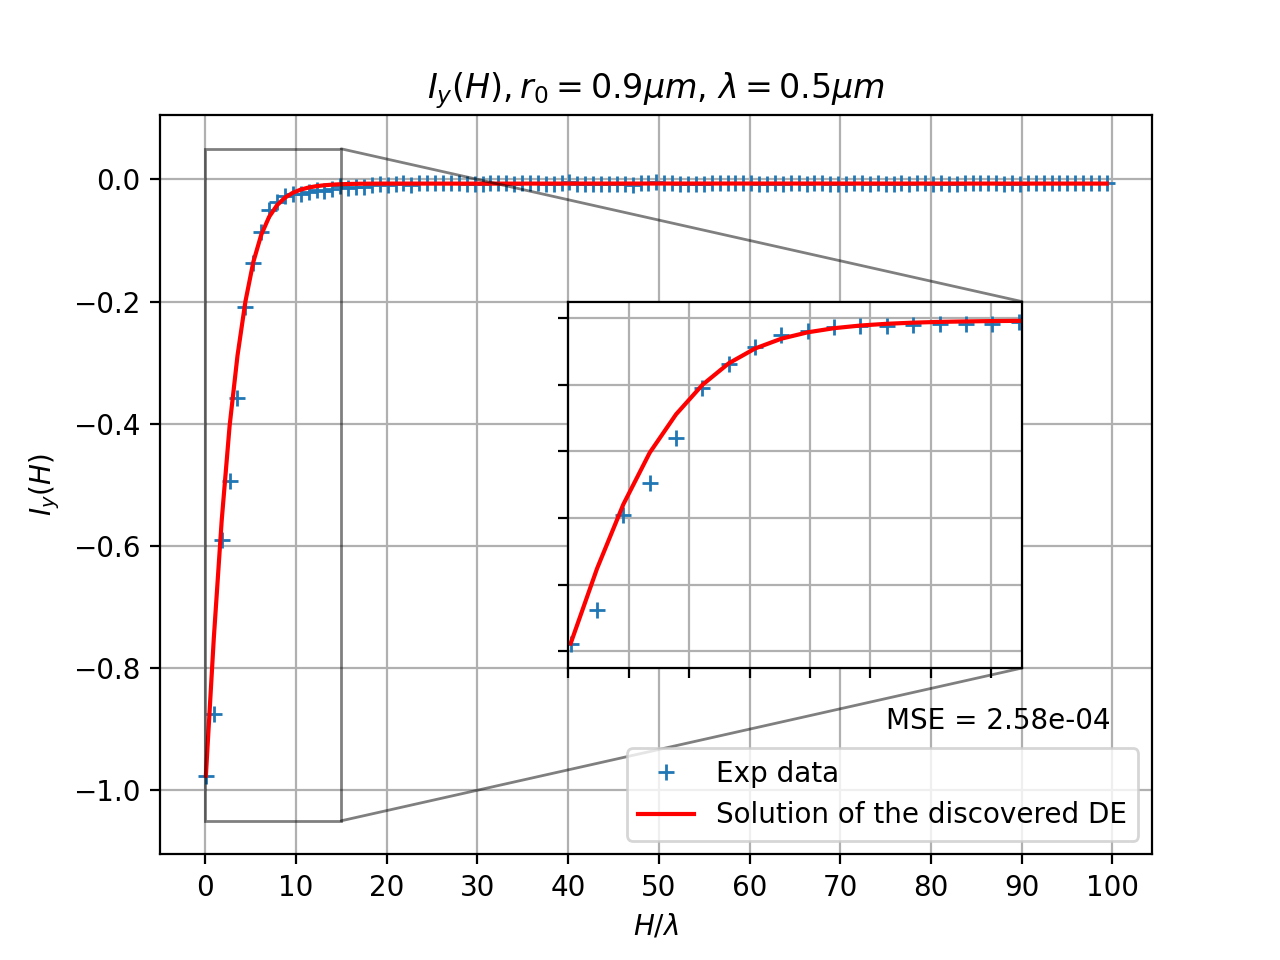 I_y(H), r_0 = 0.9μm, λ = 0.5μm
I_y(H)
0.0
−0.2
−0.4
−0.6
−0.8
−1.0
MSE = 2.58e-04
Exp data
Solution of the discovered DE
0 10 20 30 40 50 60 70 80 90 100
H/λ